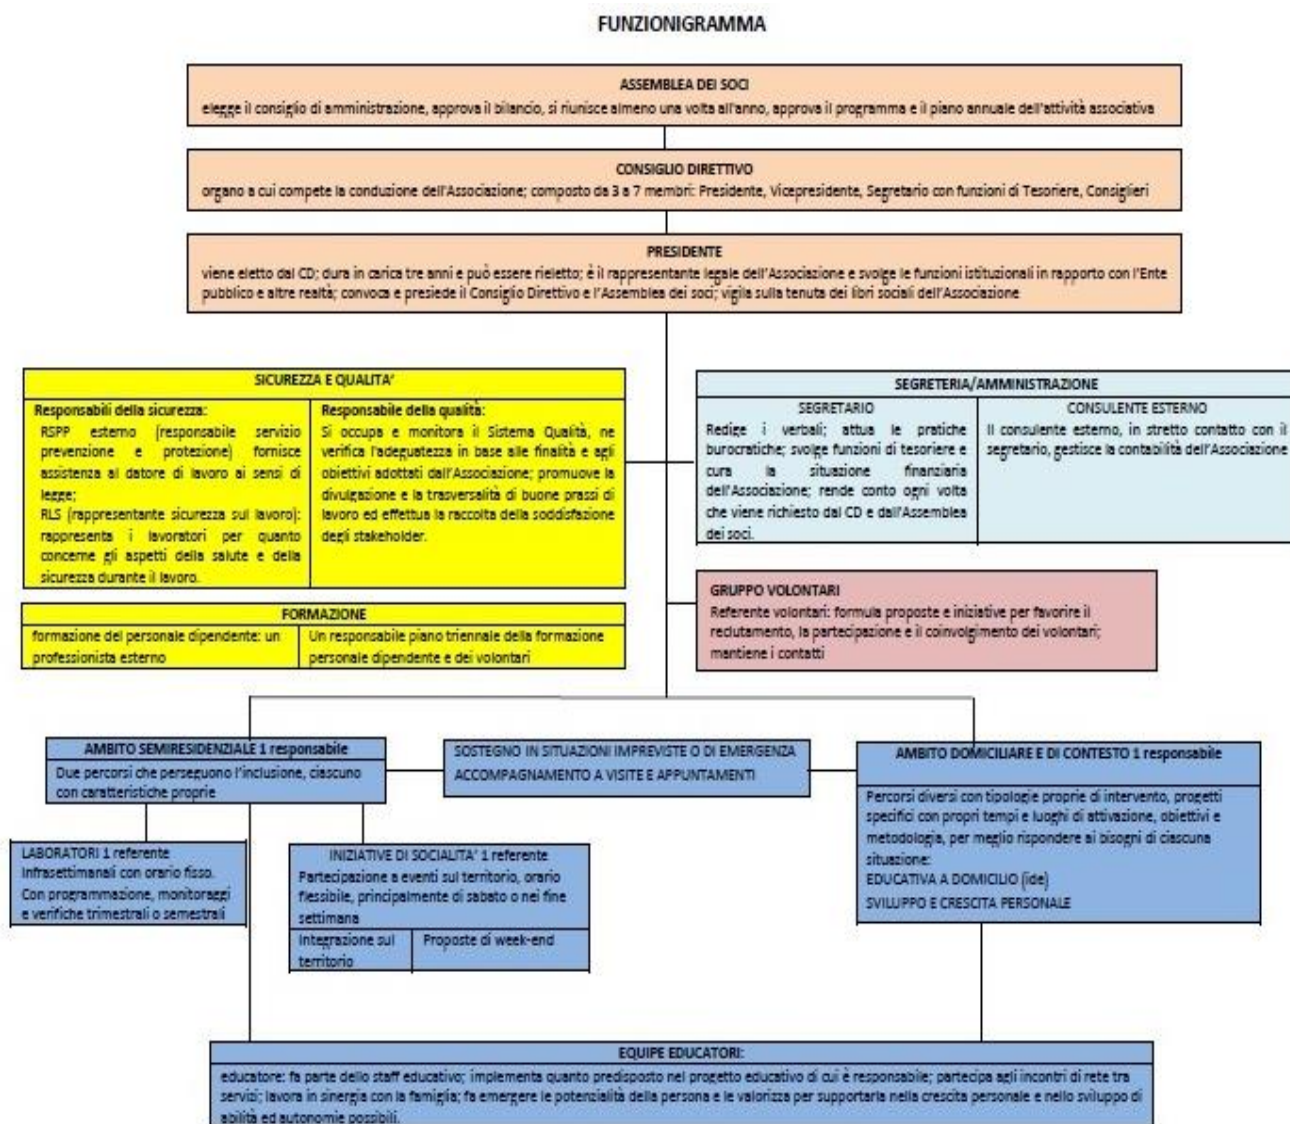 FUNZIONIGRAMMA
ASSEMBLEA DEI SOCI
elegge il consiglio di amministrazione, approva il bilancio, si riunisce almeno una volta all'anno, approva il programma e il piano annuale dell'attività associativa
CONSIGLIO DIRETTIVO
organo a cui compete la conduzione dell'Associazione; composto da 3 a 7 membri: Presidente, Vicepresidente, Segretario con funzioni di Tesoriere, Consiglieri
PRESIDENTE
viene eletto dal CD; dura in carica tre anni e può essere rieletto; è il rappresentante legale dell'Associazione e svolge le funzioni istituzionali in rapporto con l'Ente
pubblico e altre realtà; convoca e presiede il Consiglio Direttivo e l'Assemblea dei soci; vigila sulla tenuta dei libri sociali dell'Associazione
SICUREZZA E QUALITA'
Responsabili della sicurezza:
RSPP esterno (responsabile servizio
prevenzione e protezione) fornisce
assistenza al datore di lavoro ai sensi di
legge;
RLS (rappresentante sicurezza sul lavoro):
rappresenta i lavoratori per quanto
concerne gli aspetti della salute e della
sicurezza durante il lavoro.
Responsabile della qualità:
Si occupa e monitora il Sistema Qualità, ne
verifica l'adeguatezza in base alle finalità e agli
obiettivi adottati dall'Associazione; promuove la
divulgazione e la trasversalità di buone prassi di
lavoro ed effettua la raccolta della soddisfazione
degli stakeholder.
SEGRETERIA/AMMINISTRAZIONE
SEGRETARIO
Redige i verbali; attua le pratiche
burocratiche; svolge funzioni di tesoriere e
cura la situazione finanziaria
dell'Associazione; rende conto ogni volta
che viene richiesto dal CD e dall'Assemblea
dei soci.
CONSULENTE ESTERNO
Il consulente esterno, in stretto contatto con il
segretario, gestisce la contabilità dell'Associazione
FORMAZIONE
formazione del personale dipendente: un
professionista esterno
Un responsabile piano triennale della formazione
personale dipendente e dei volontari
GRUPPO VOLONTARI
Referente volontari: formula proposte e iniziative per favorire il
reclutamento, la partecipazione e il coinvolgimento dei volontari;
mantiene i contatti
AMBITO SEMIRESIDENZIALE 1 responsabile
Due percorsi che perseguono l'inclusione, ciascuno
con caratteristiche proprie
SOSTEGNO IN SITUAZIONI IMPREVISTE O DI EMERGENZA
ACCOMPAGNAMENTO A VISITE E APPUNTAMENTI
AMBITO DOMICILIARE E DI CONTESTO 1 responsabile
Percorsi diversi con tipologie proprie di intervento, progetti
specifici con propri tempi e luoghi di attivazione, obiettivi e
metodologia, per meglio rispondere ai bisogni di ciascuna
situazione:
EDUCATIVA A DOMICILIO (ide)
SVILUPPO E CRESCITA PERSONALE
LABORATORI 1 referente
Infrasettimanali con orario fisso.
Con programmazione, monitoraggi
e verifiche trimestrali o semestrali
INIZIATIVE DI SOCIALITA' 1 referente
Partecipazione a eventi sul territorio, orario
flessibile, principalmente di sabato o nei fine
settimana
Integrazione sul
territorio
Proposte di week-end
EQUIPE EDUCATORI:
educatore: fa parte dello staff educativo; implementa quanto predisposto nel progetto educativo di cui è responsabile; partecipa agli incontri di rete tra
servizi; lavora in sinergia con la famiglia; fa emergere le potenzialità della persona e le valorizza per supportarla nella crescita personale e nello sviluppo di
abilità ed autonomie possibili.